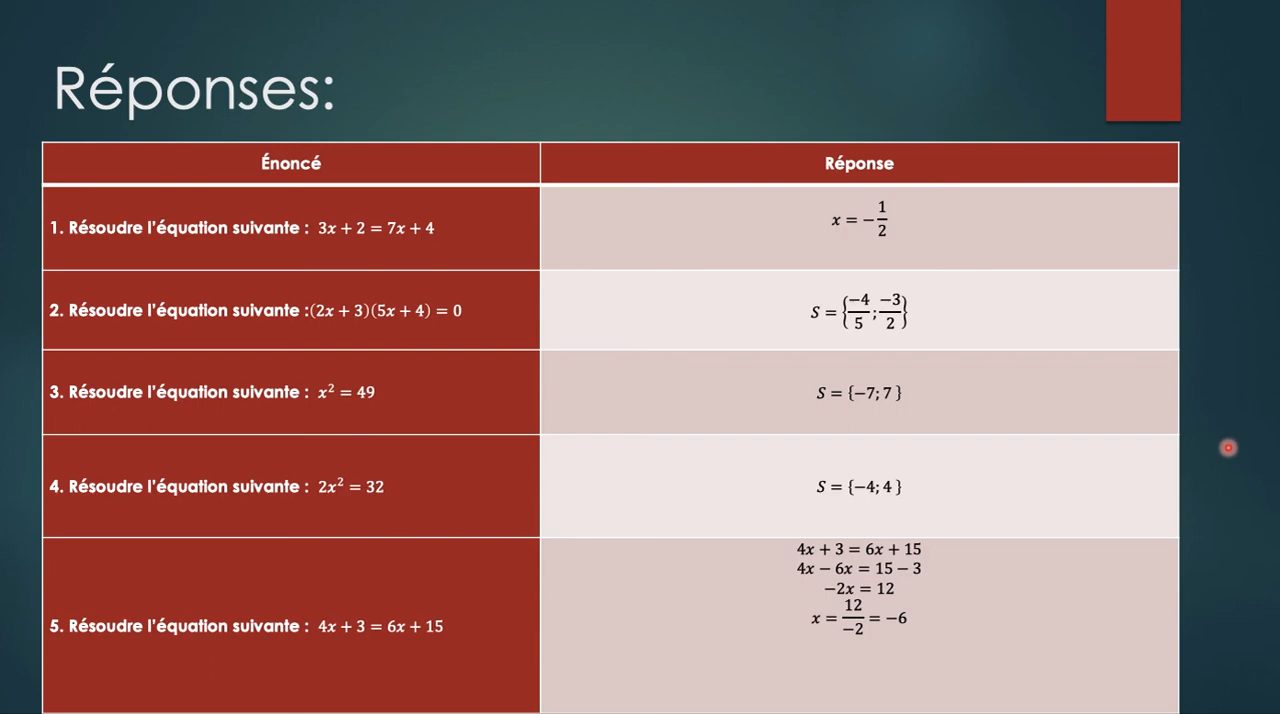 Réponses:
Énoncé
Réponse
1. Résoudre l'équation suivante : 3x + 2 = 7x + 4
x = −1/2
2. Résoudre l'équation suivante :(2x + 3)(5x + 4) = 0
S = {−4/5 ; −3/2}
3. Résoudre l'équation suivante : x² = 49
S = {−7; 7 }
4. Résoudre l'équation suivante : 2x² = 32
S = {−4; 4 }
5. Résoudre l'équation suivante : 4x + 3 = 6x + 15
4x + 3 = 6x + 15
4x − 6x = 15 − 3
−2x = 12
x = 12/−2 = −6